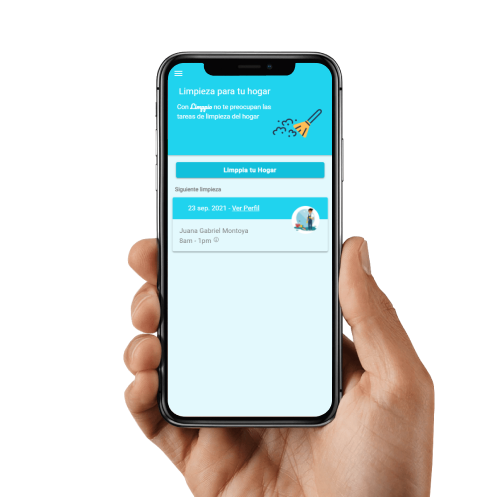 Limpieza para tu hogar
Con Limppia no te preocupan las
tareas de limpieza del hogar
Limppia tu Hogar
Siguiente limpieza
23 sep. 2021 - Ver Perfil
Juana Gabriel Montoya
8am - 1pm